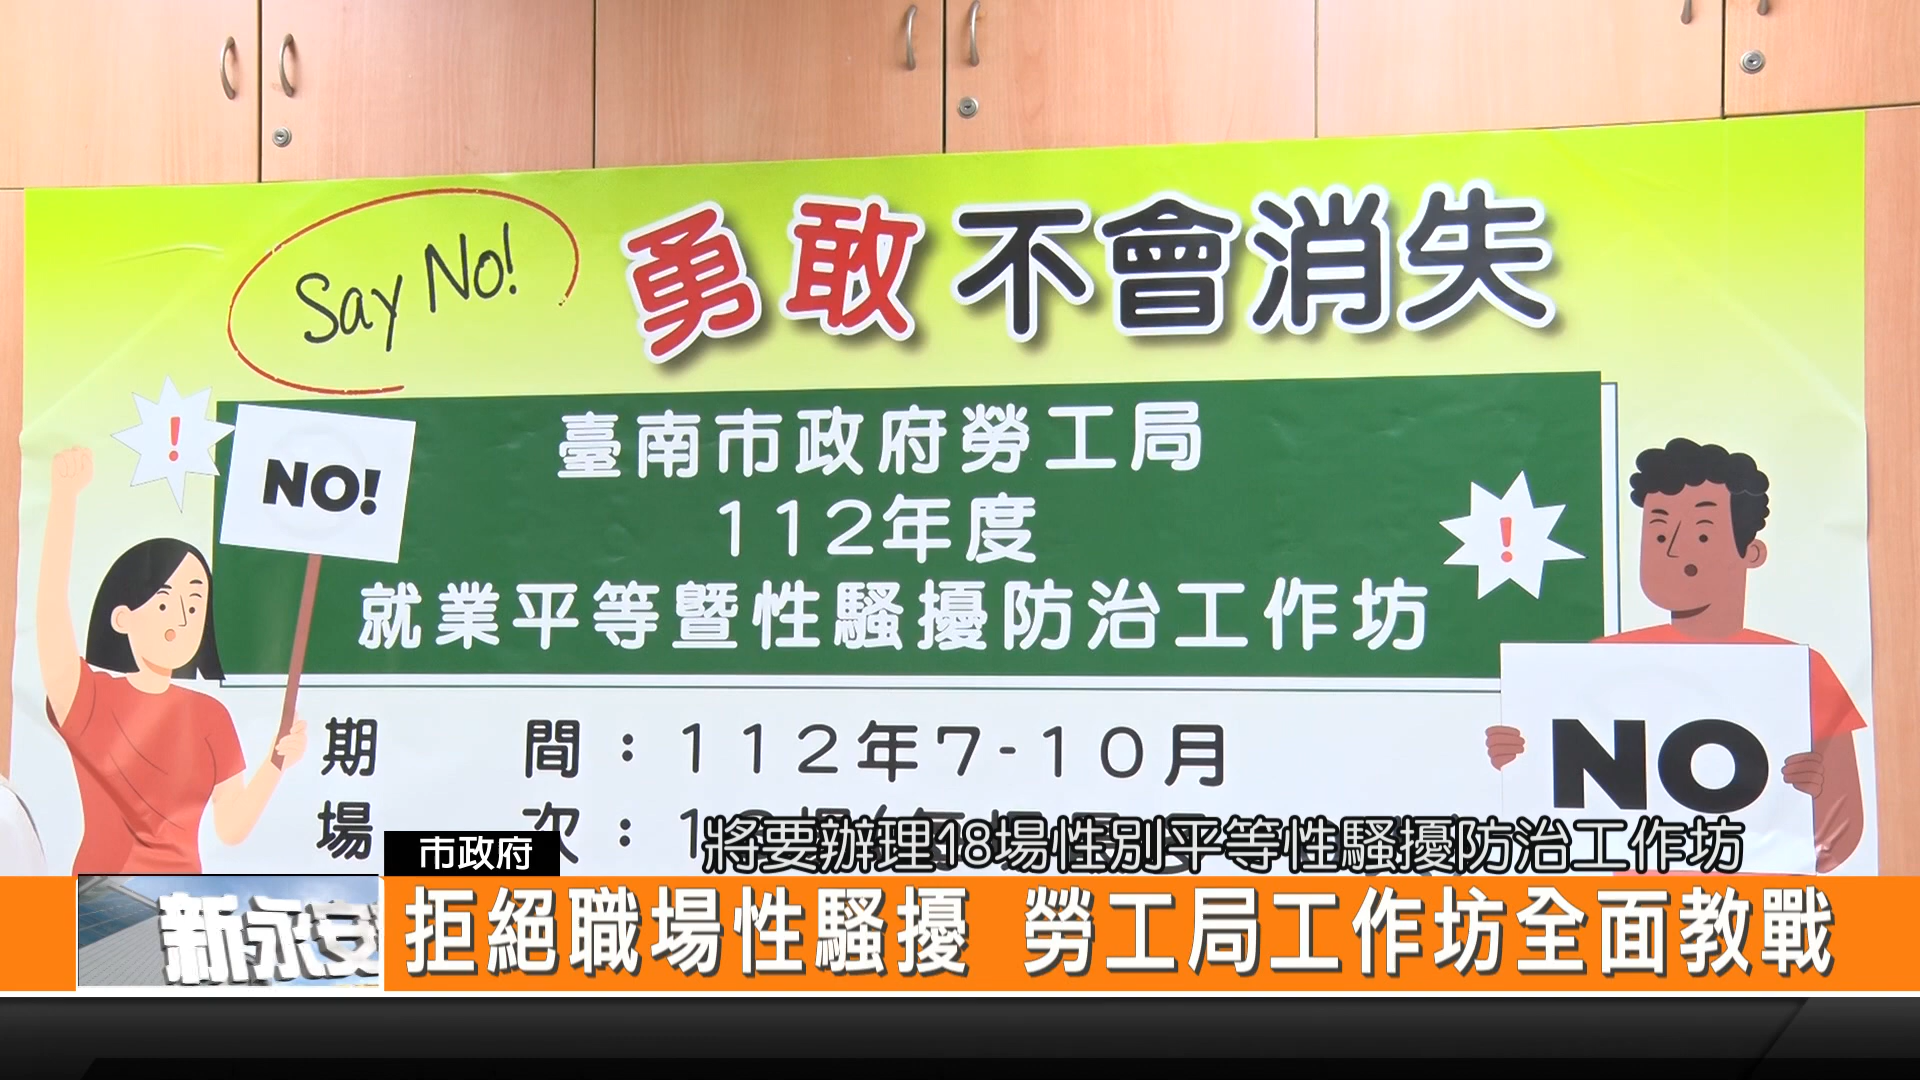 Say No!
勇敢不會消失
!
NO!
臺南市政府勞工局
112年度
就業平等暨性騷擾防治工作坊
!
期 間：112年7-10月
NO
場 次：
將要辦理18場性別平等性騷擾防治工作坊
市政府
新永安
拒絕職場性騷擾 勞工局工作坊全面教戰